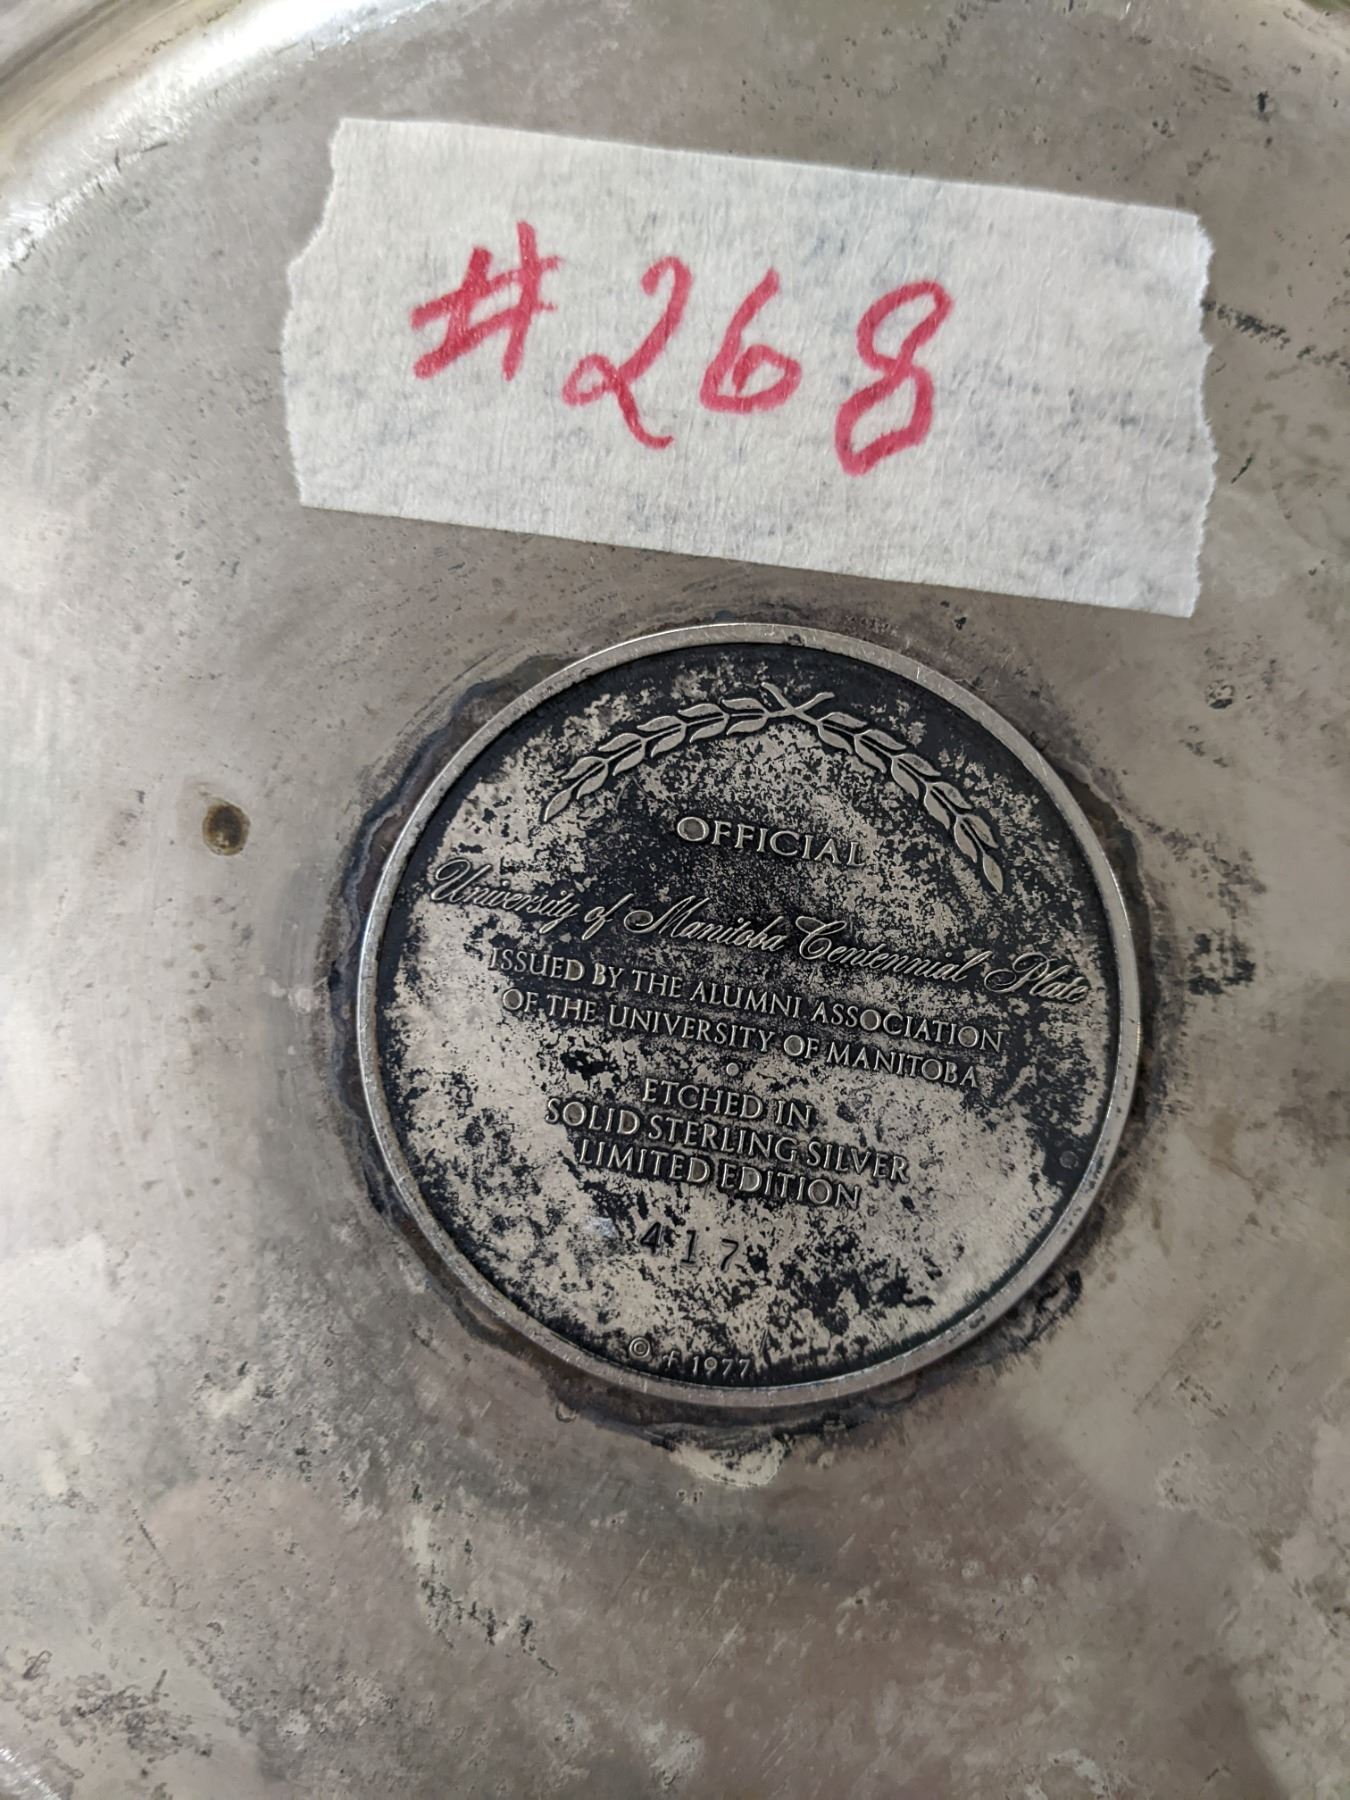 #268
OFFICIAL
University of Manitoba Centennial Plate
ISSUED BY THE ALUMNI ASSOCIATION
OF THE UNIVERSITY OF MANITOBA
ETCHED IN
SOLID STERLING SILVER
LIMITED EDITION
417
© f 1977